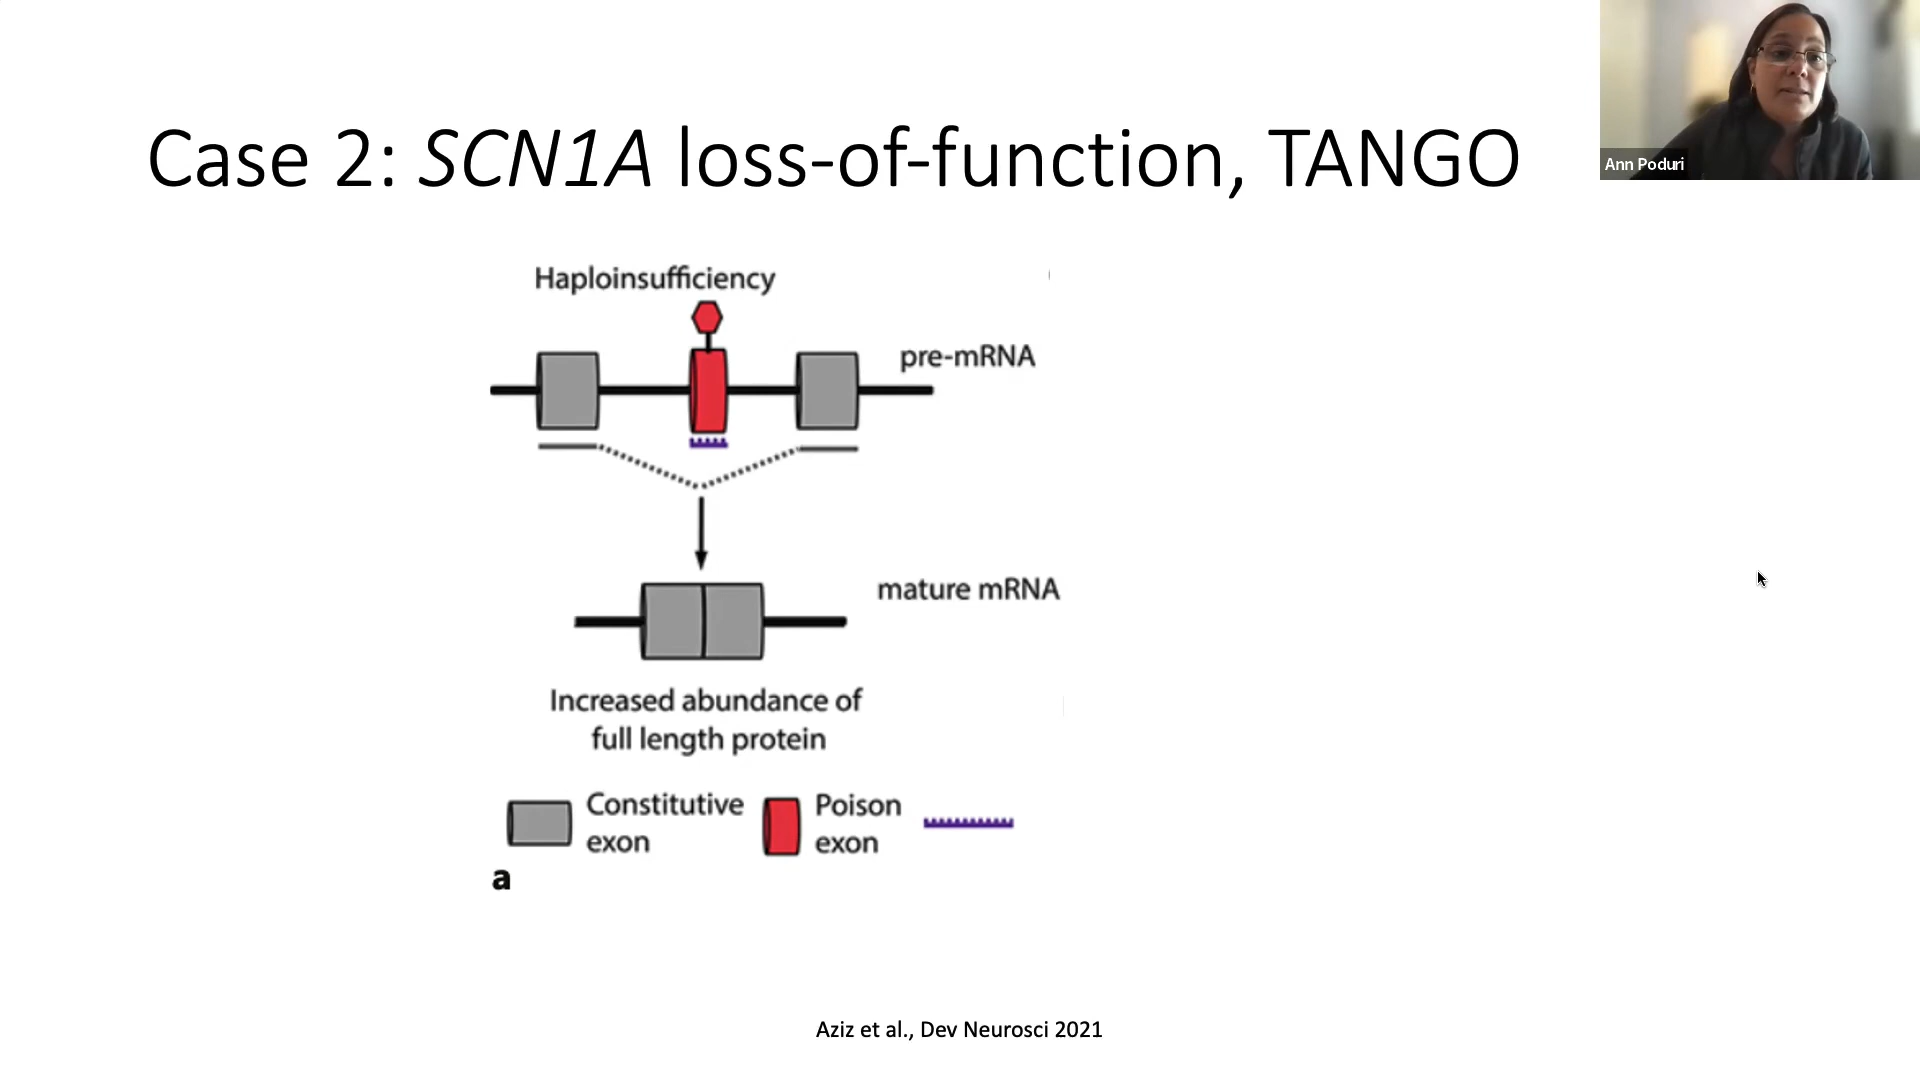 Ann Poduri
Case 2: SCN1A loss-of-function, TANGO
Haploinsufficiency
pre-mRNA
mature mRNA
Increased abundance of
full length protein
Constitutive
exon
Poison
exon
a
Aziz et al., Dev Neurosci 2021